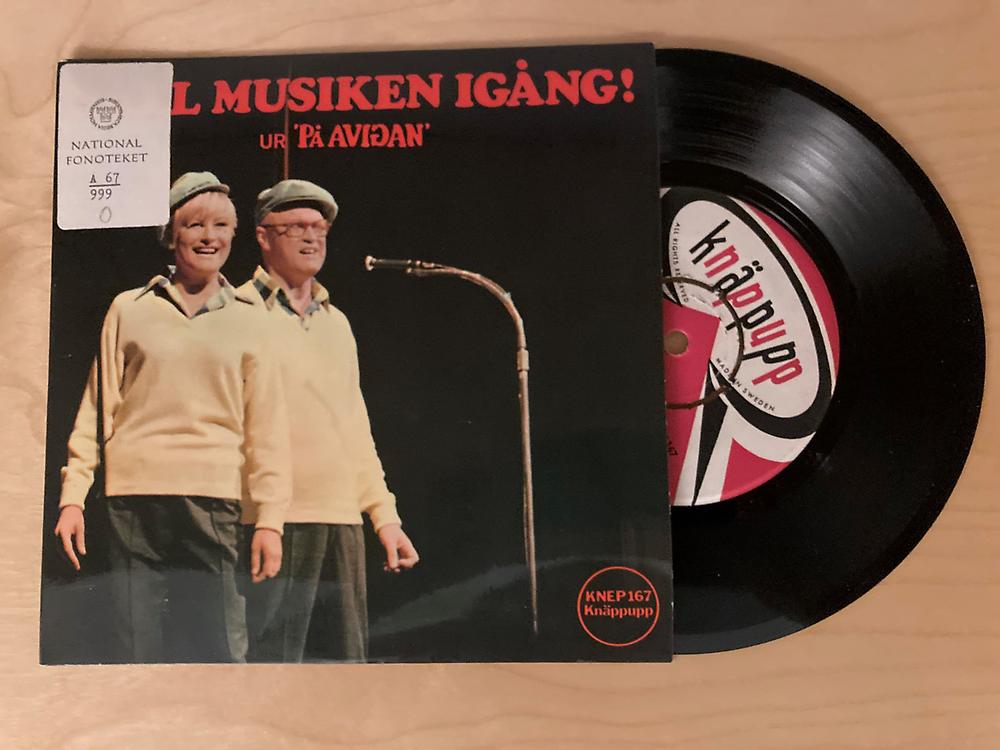 L MUSIKEN IGÅNG!
UR 'PÅ AVIGAN'
NATIONAL
FONOTEKET
A 67
999
0
KNEP 167
Knäppupp
knäppupp
ALL RIGHTS RESERVED
MADE IN SWEDEN